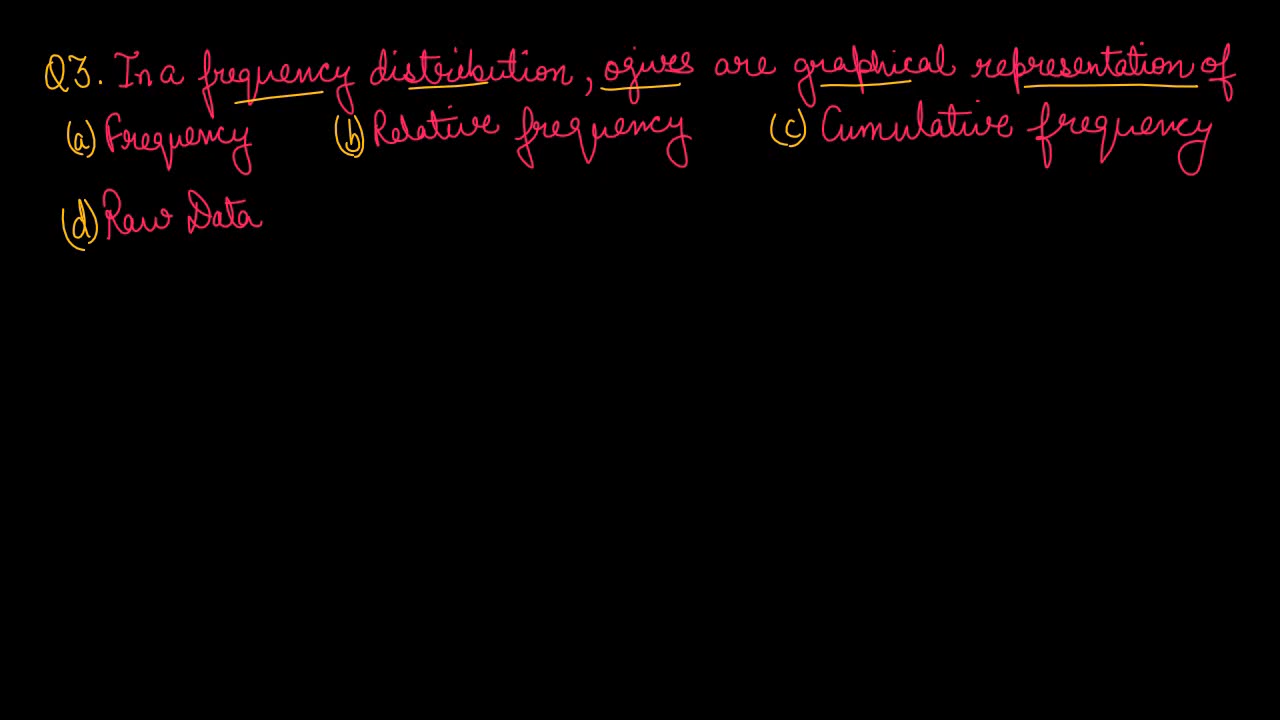 Q3. In a frequency distribution, ogives are graphical representation of
(a) Frequency (b) Relative frequency (c) Cumulative frequency
(d) Raw Data